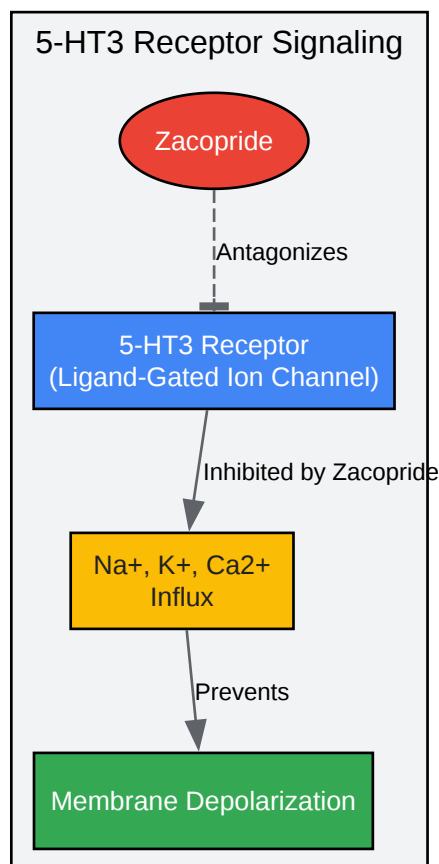 5-HT3 Receptor Signaling
Zacopride
Antagonizes
5-HT3 Receptor
(Ligand-Gated Ion Channel)
Inhibited by Zacopride
Na+, K+, Ca2+
Influx
Prevents
Membrane Depolarization